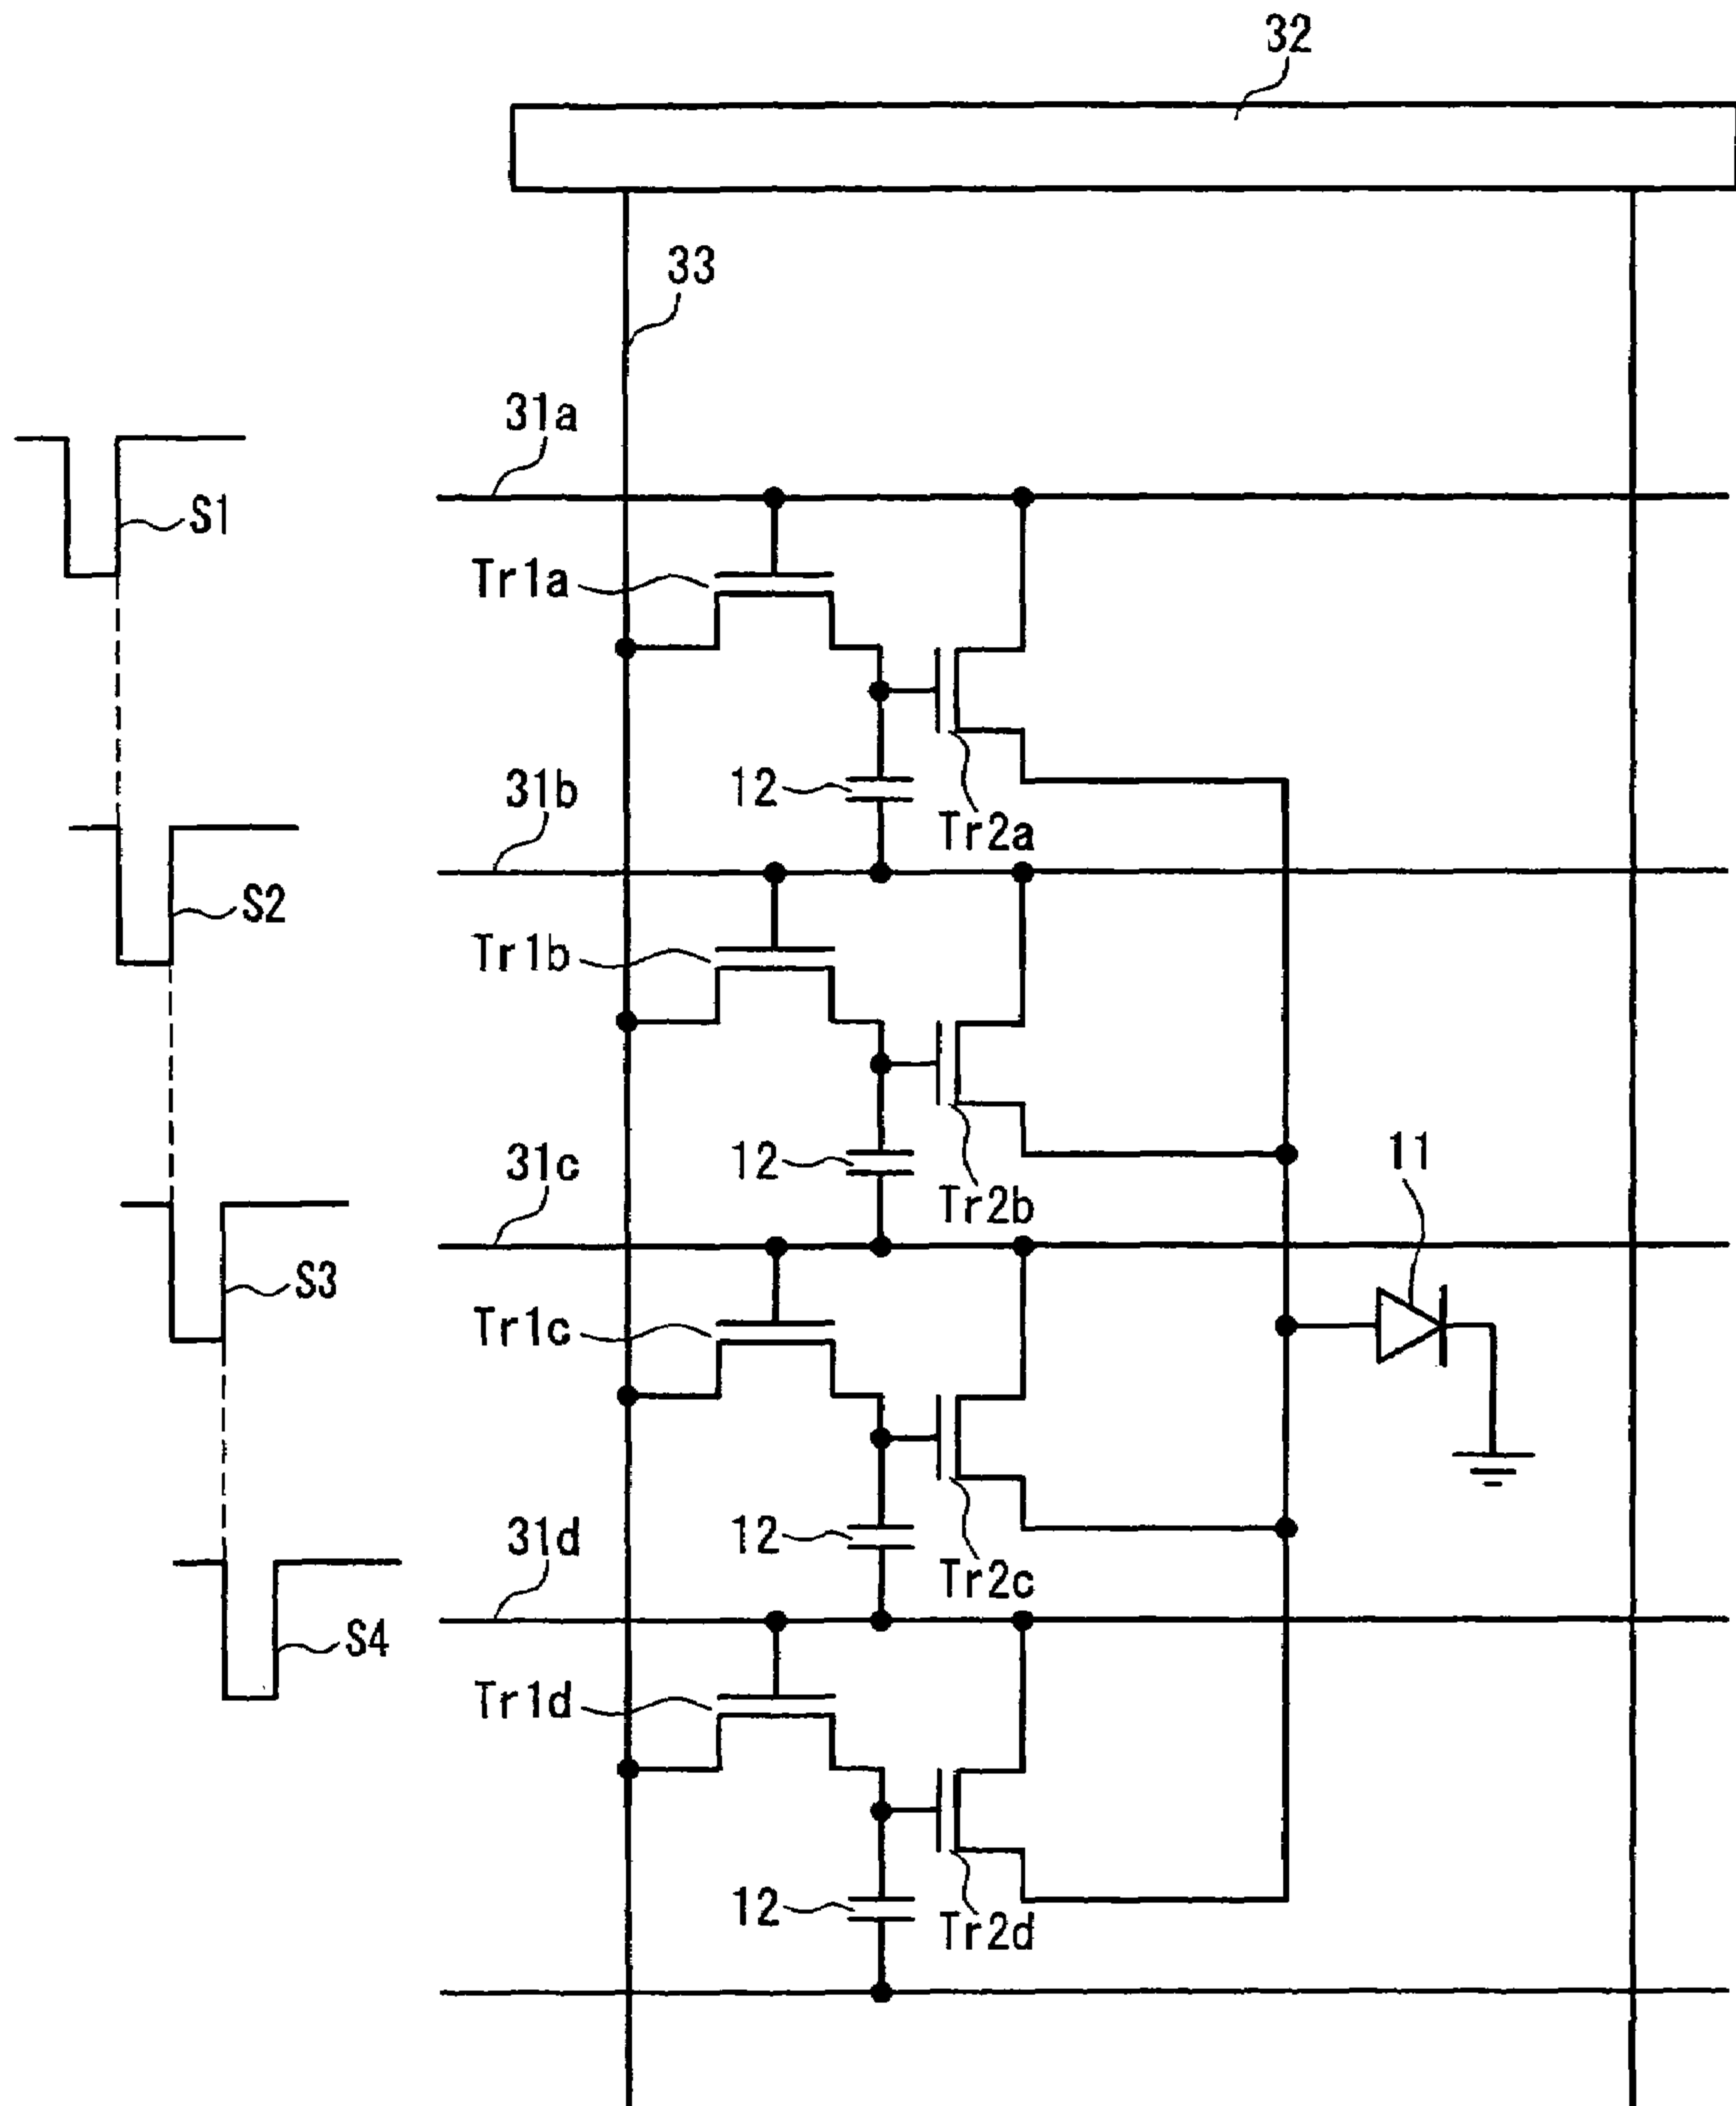 32
33
31a
S1
Tr1a
12
Tr2a
31b
S2
Tr1b
12
Tr2b
31c
11
S3
Tr1c
12
Tr2c
31d
S4
Tr1d
12
Tr2d